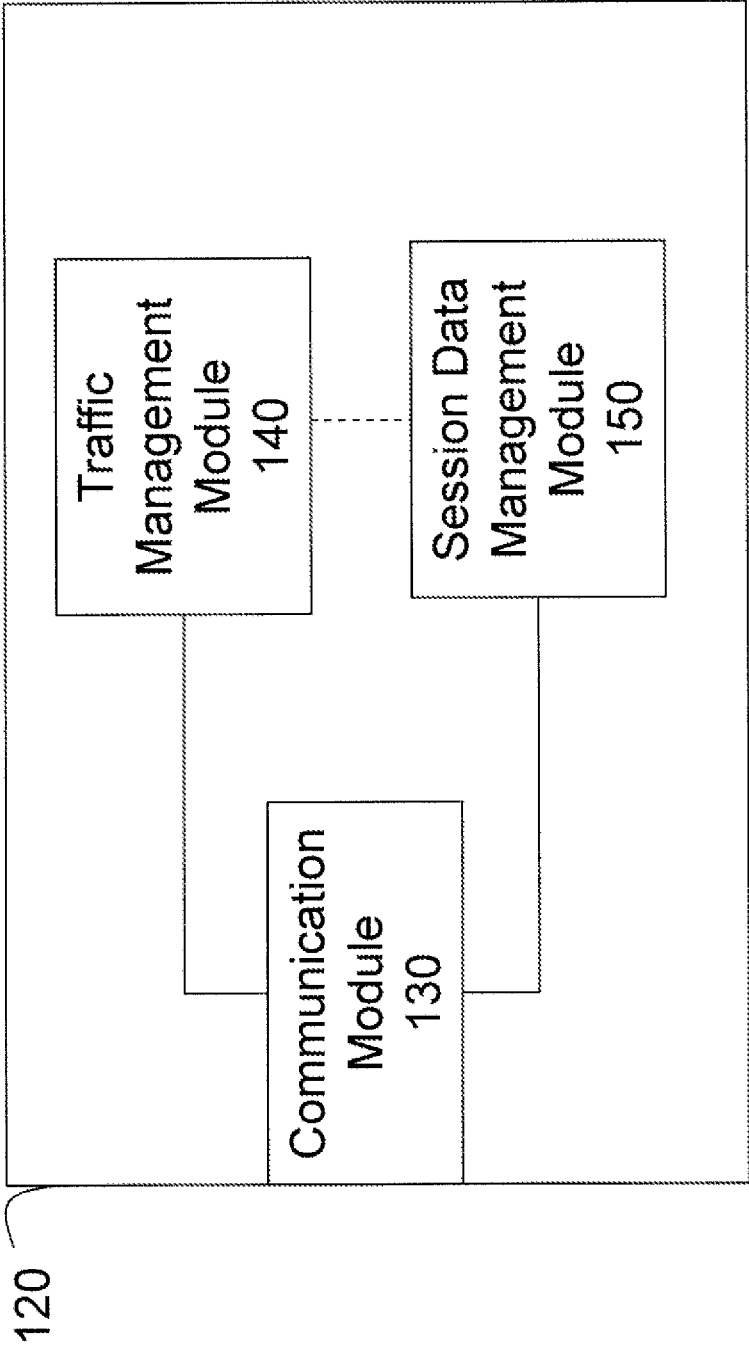 120
Communication
Module
130
Traffic
Management
Module
140
Session Data
Management
Module
150